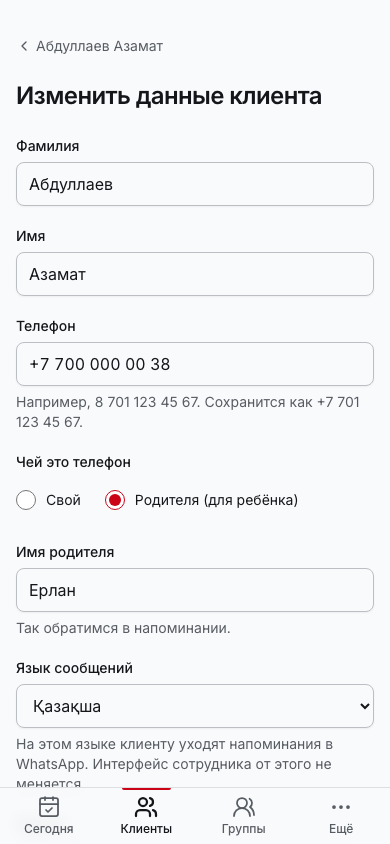 Абдуллаев Азамат
Изменить данные клиента
Фамилия
Абдуллаев
Имя
Азамат
Телефон
+7 700 000 00 38
Например, 8 701 123 45 67. Сохранится как +7 701
123 45 67.
Чей это телефон
Свой
Родителя (для ребёнка)
Имя родителя
Ерлан
Так обратимся в напоминании.
Язык сообщений
Қазақша
На этом языке клиенту уходят напоминания в
WhatsApp. Интерфейс сотрудника от этого не
меняется
Сегодня
Клиенты
Группы
Ещё